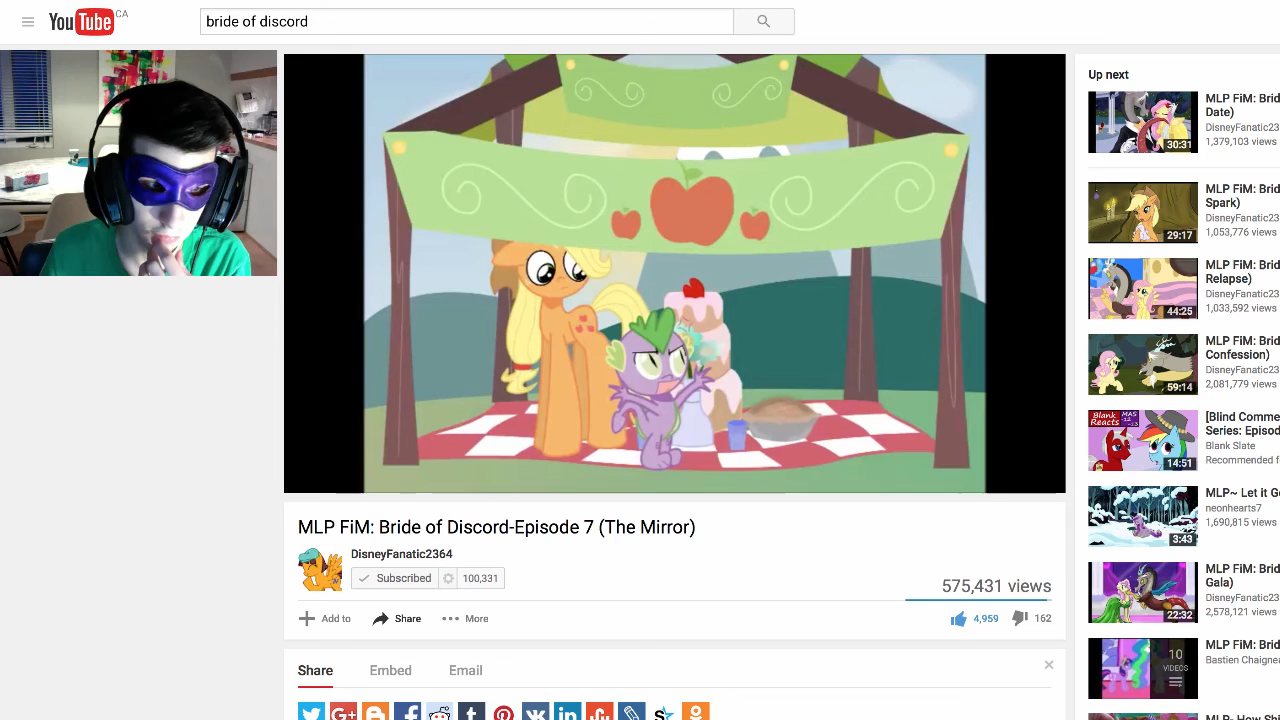 YouTube CA
bride of discord
MLP FiM: Bride of Discord-Episode 7 (The Mirror)
DisneyFanatic2364
Subscribed 100,331
575,431 views
Add to Share More
4,959 162
Share Embed Email
Up next
MLP FiM: Brid
Date)
DisneyFanatic23
1,379,103 views
30:31
MLP FiM: Brid
Spark)
DisneyFanatic23
1,053,776 views
29:17
MLP FiM: Brid
Relapse)
DisneyFanatic23
1,033,592 views
44:25
MLP FiM: Brid
Confession)
DisneyFanatic23
2,081,779 views
59:14
[Blind Comme
Series: Episod
Blank Slate
Recommended f
Blank
Reacts
14:51
MLP~ Let it Go
neonhearts7
1,690,815 views
3:43
MLP FiM: Brid
Gala)
DisneyFanatic23
2,578,121 views
22:32
MLP FiM: Brid
Bastien Chaigne
10
VIDEOS